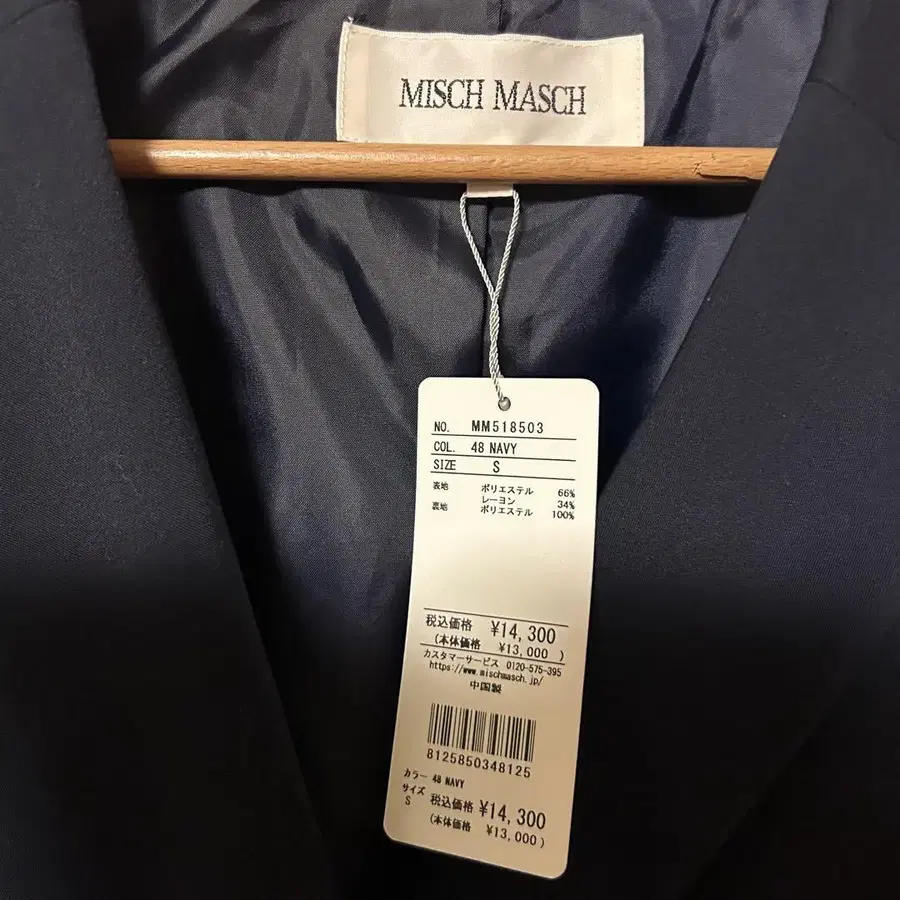 MISCH MASCH
NO. MM518503
COL. 48 NAVY
SIZE S
表地 ポリエステル 66%
レーヨン 34%
裏地 ポリエステル 100%
税込価格 ¥14,300
(本体価格 ¥13,000 )
カスタマーサービス 0120-575-395
https://www.mischmasch.jp/
中国製
8125850348125
カラー 48 NAVY
サイズ S
税込価格 ¥14,300
(本体価格 ¥13,000 )